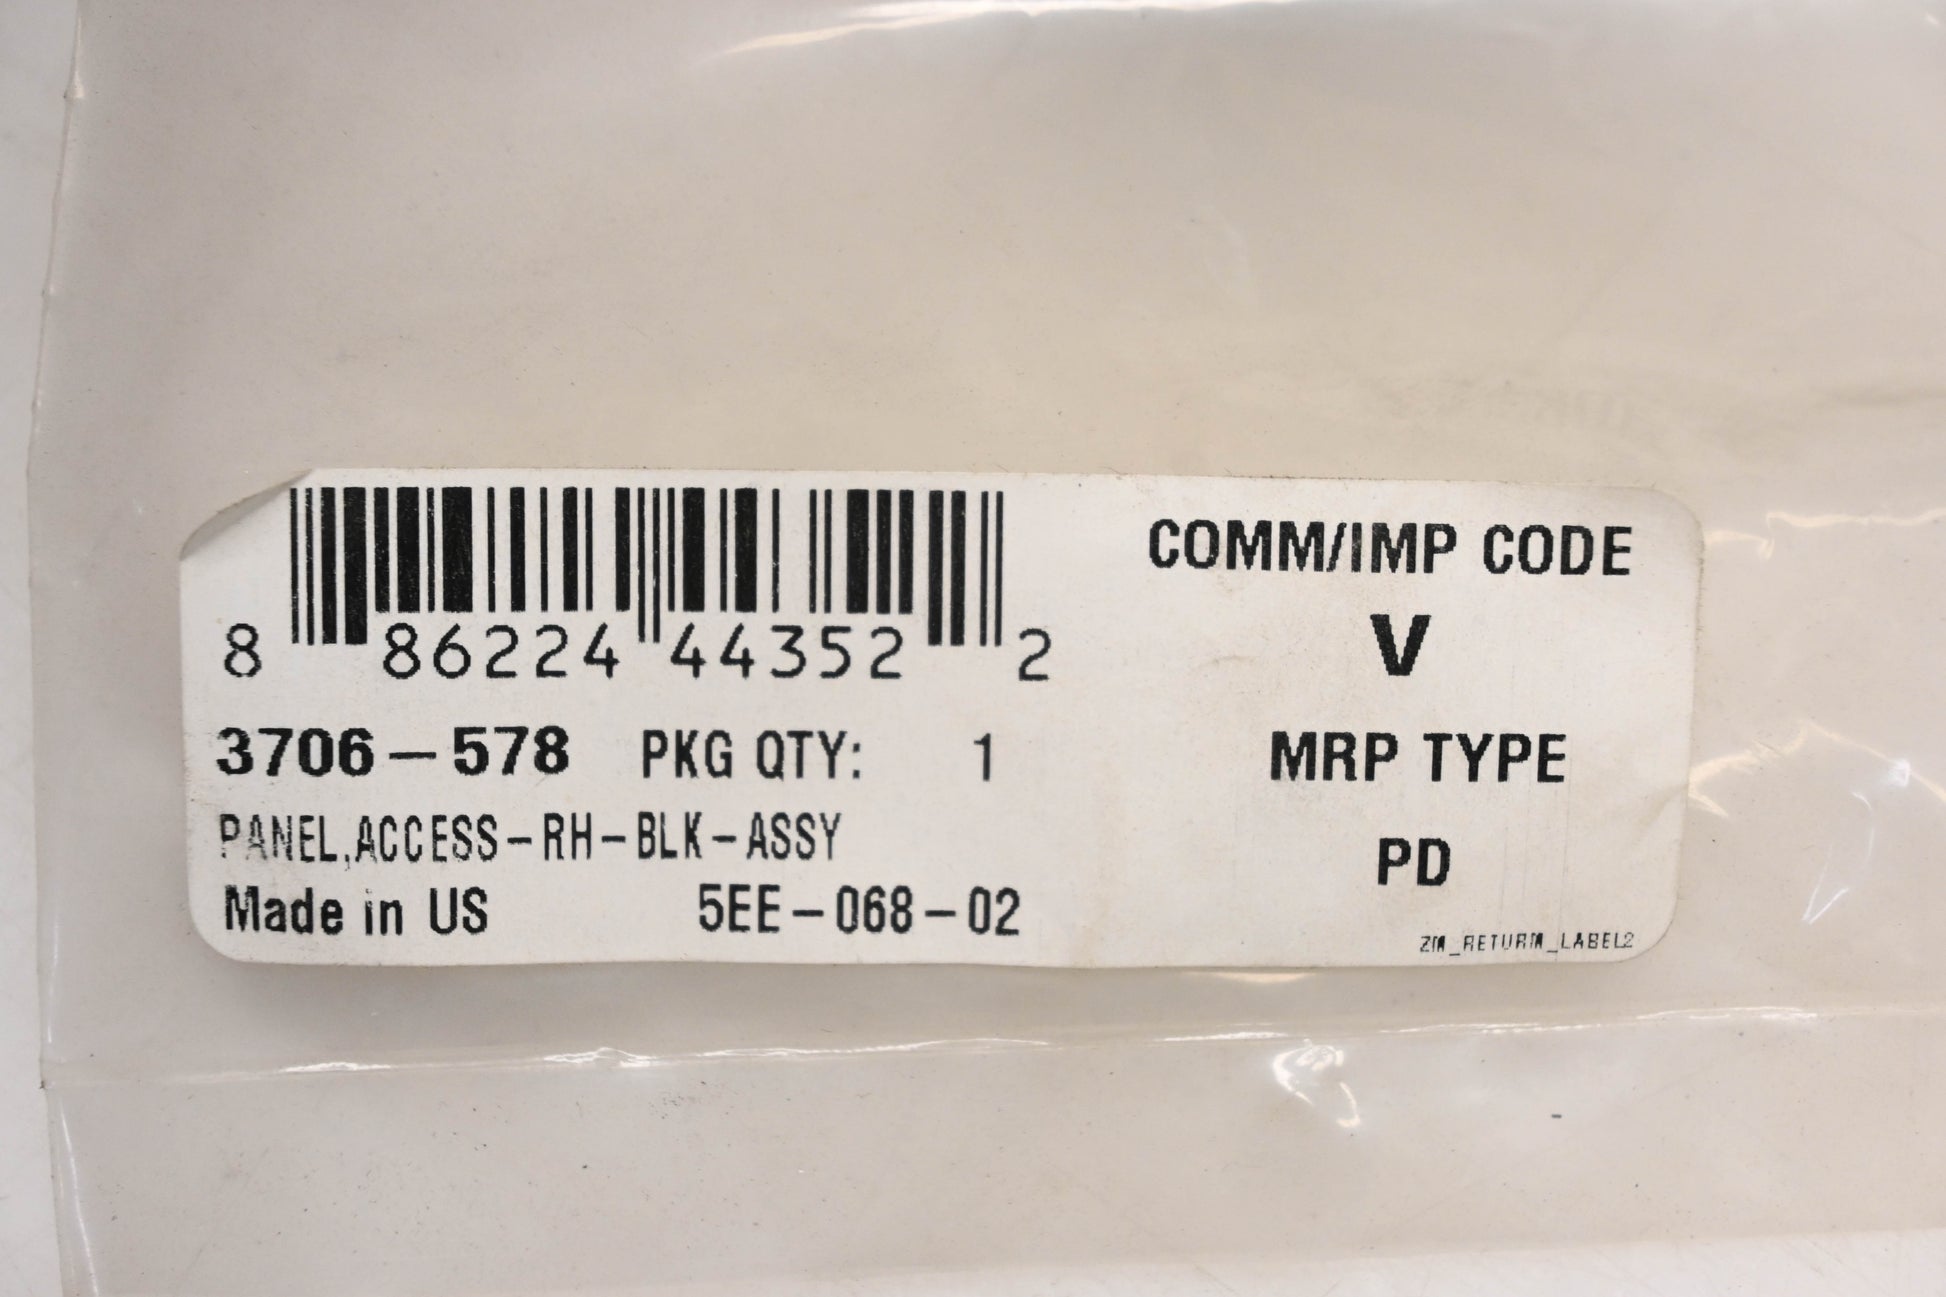 8 86224 44352 2
3706-578 PKG QTY: 1
PANEL,ACCESS-RH-BLK-ASSY
Made in US 5EE-068-02
COMM/IMP CODE
V
MRP TYPE
PD
ZM_RETURN_LABEL2